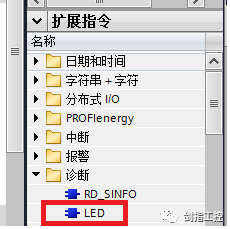 扩展指令
名称
日期和时间
字符串 + 字符
分布式 I/O
PROFIenergy
中断
报警
诊断
RD_SINFO
LED
剑指工控